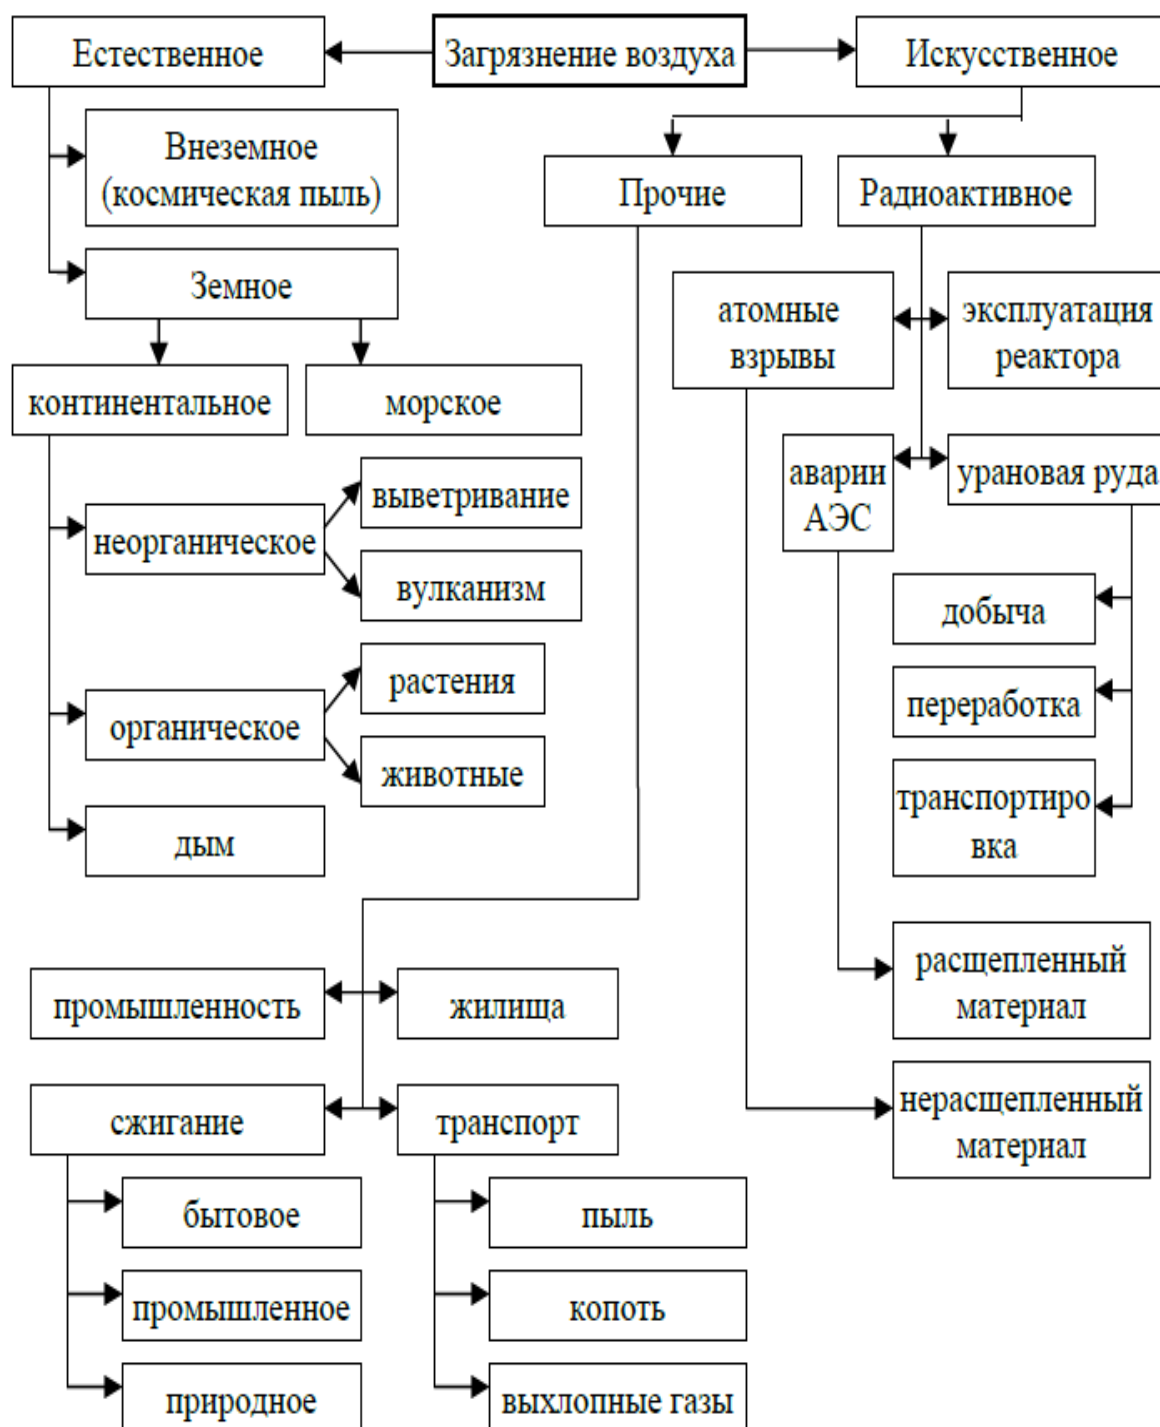 Загрязнение воздуха
Естественное
Искусственное
Внеземное
(космическая пыль)
Земное
континентальное
морское
неорганическое
выветривание
вулканизм
органическое
растения
животные
дым
Прочие
Радиоактивное
атомные
взрывы
эксплуатация
реактора
аварии
АЭС
урановая руда
добыча
переработка
транспортиро
вка
расщепленный
материал
нерасщепленный
материал
промышленность
жилища
сжигание
транспорт
бытовое
промышленное
природное
пыль
копоть
выхлопные газы